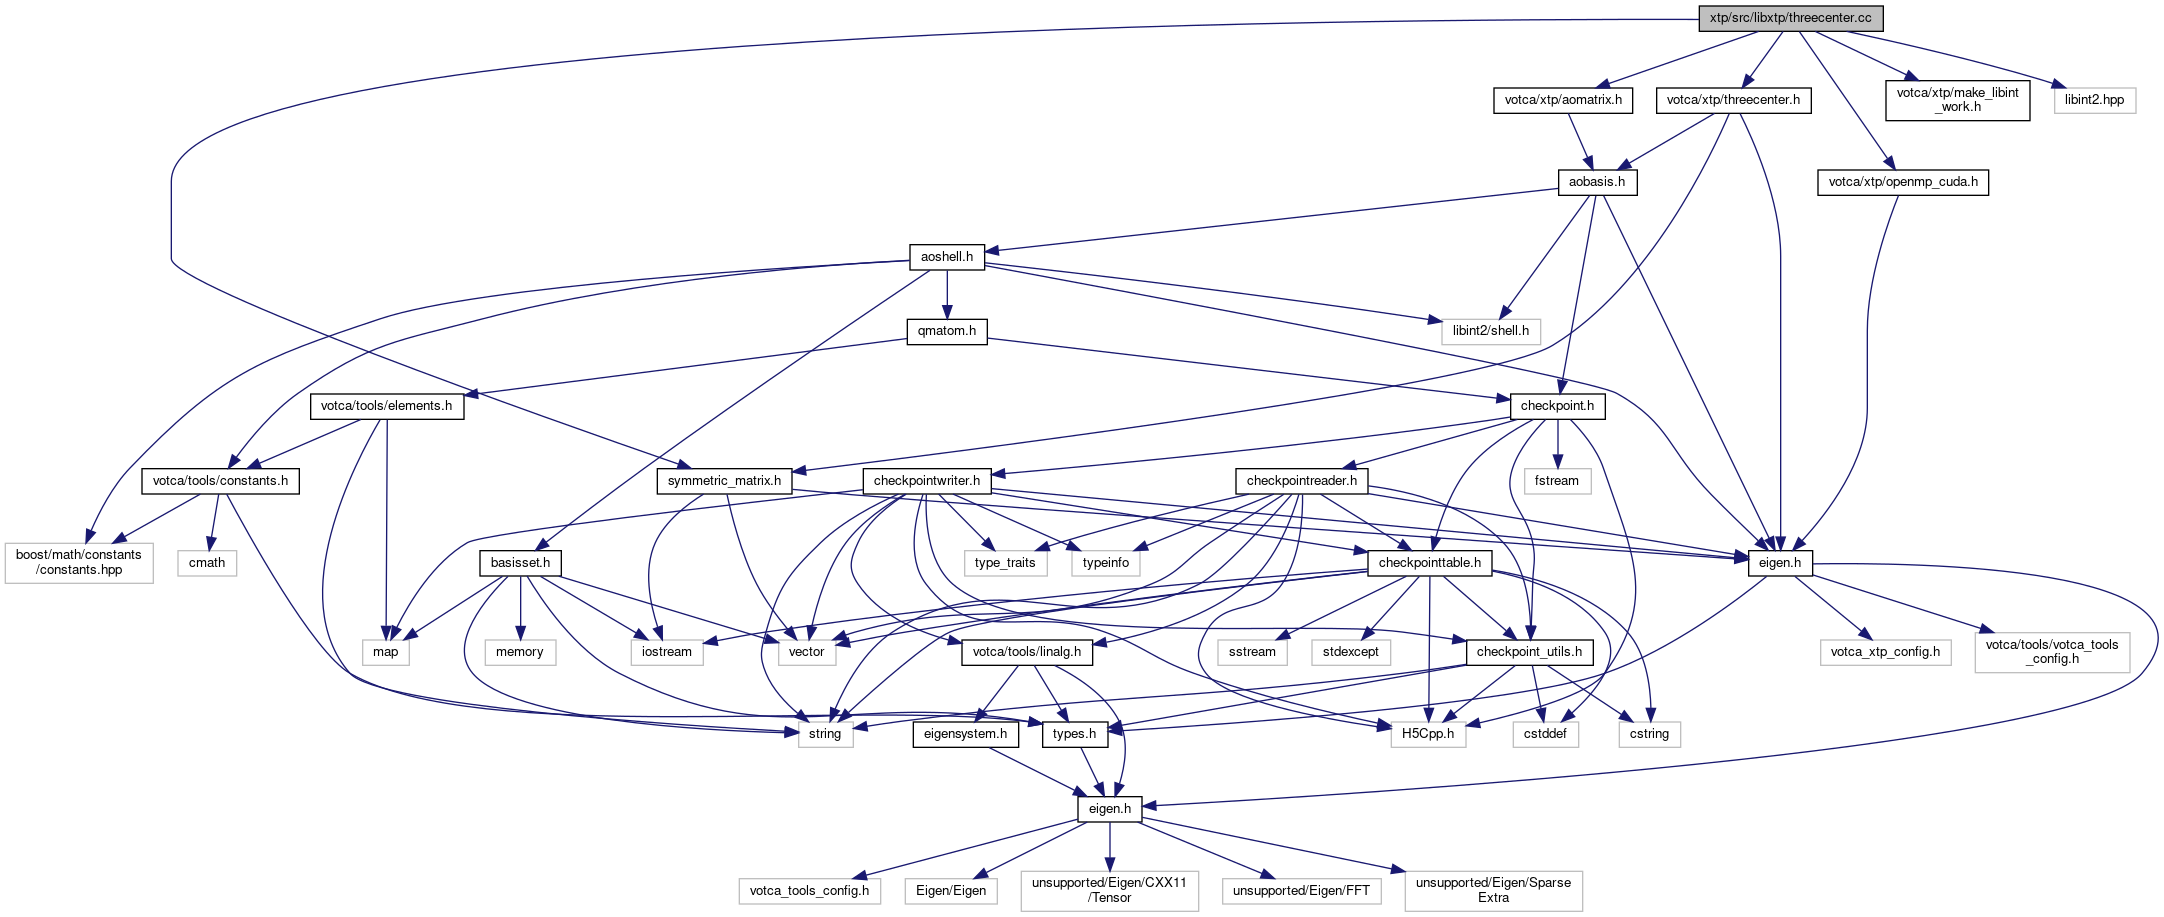 xtp/src/libxtp/threecenter.cc
votca/xtp/aomatrix.h
votca/xtp/threecenter.h
votca/xtp/make_libint
_work.h
libint2.hpp
aobasis.h
votca/xtp/openmp_cuda.h
aoshell.h
qmatom.h
libint2/shell.h
votca/tools/elements.h
checkpoint.h
votca/tools/constants.h
symmetric_matrix.h
checkpointwriter.h
checkpointreader.h
fstream
boost/math/constants
/constants.hpp
cmath
basisset.h
type_traits
typeinfo
checkpointtable.h
eigen.h
map
memory
iostream
vector
votca/tools/linalg.h
sstream
stdexcept
checkpoint_utils.h
votca_xtp_config.h
votca/tools/votca_tools
_config.h
string
eigensystem.h
types.h
H5Cpp.h
cstddef
cstring
eigen.h
votca_tools_config.h
Eigen/Eigen
unsupported/Eigen/CXX11
/Tensor
unsupported/Eigen/FFT
unsupported/Eigen/Sparse
Extra